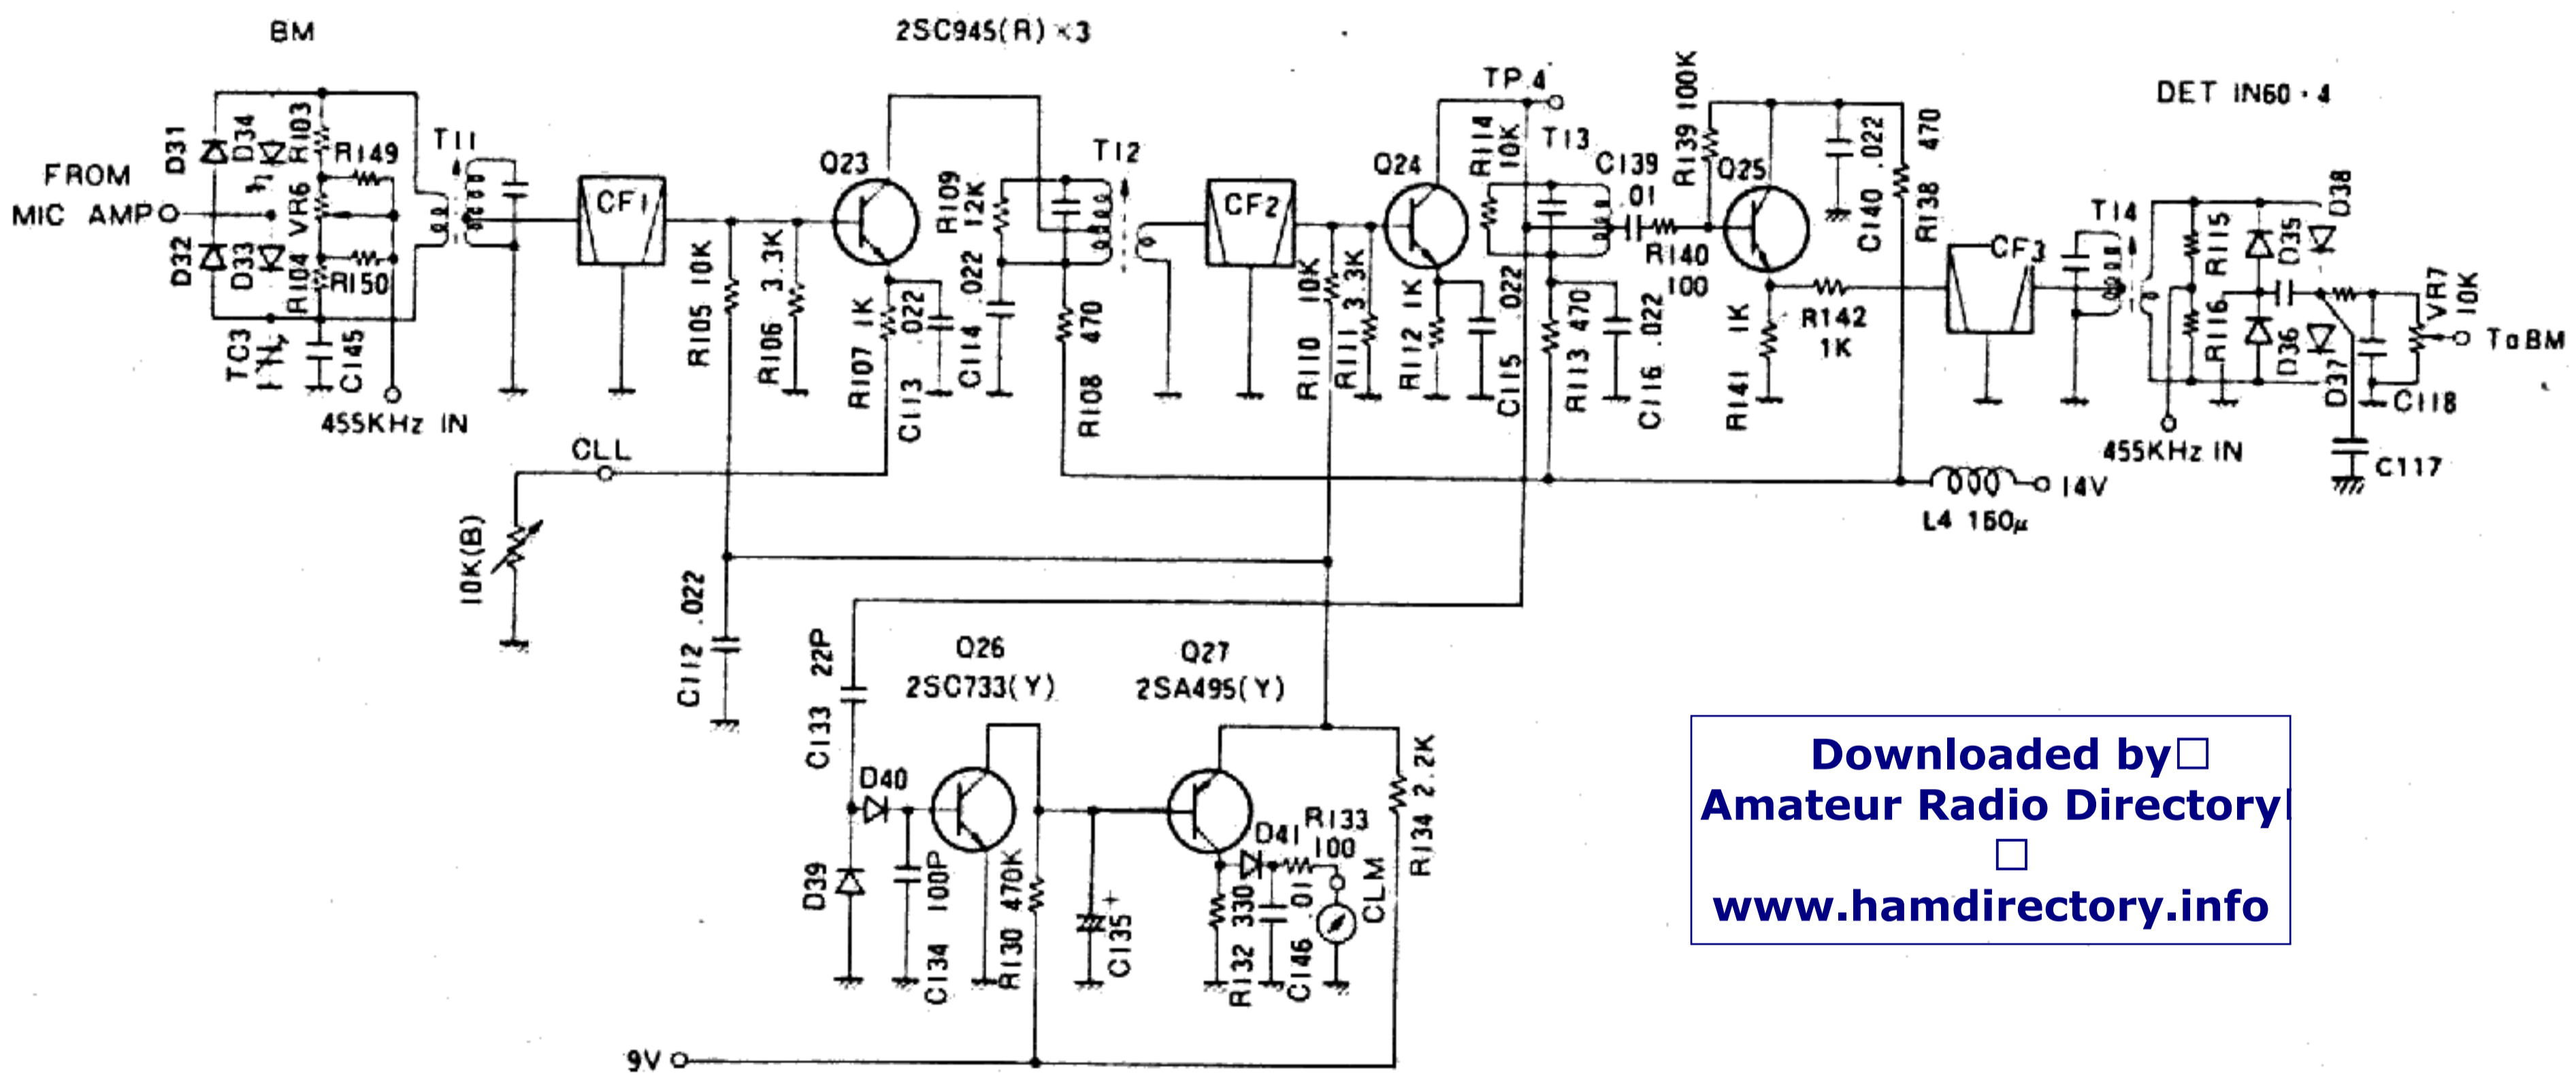 BM
2SC945(R)×3
TP.4
DET IN60·4
FROM
MIC AMP
D31
D34
R103
R149
VR6
D32
D33
R104
R150
T11
TC3
C145
455KHz IN
CF1
R105 10K
R106 3.3K
Q23
R107 1K
C113 .022
R109
12K
C114 .022
T12
R108 470
CF2
R110 10K
R111 3.3K
Q24
R112 1K
C115 .022
R114
10K
T13
R113 470
C116 .022
C139
.01
R140
100
R139 100K
Q25
R141 1K
R142
1K
C140 .022
R138 470
CF3
T14
R115
R116
D35
D36
D38
D37
455KHz IN
VR7
10K
To BM
C118
C117
L4 150μ
14V
CLL
10K(B)
C112 .022
C133 22P
Q26
2SC733(Y)
Q27
2SA495(Y)
D40
D39
C134 100P
R130 470K
C135
+
D41
R133
100
R132 330
C146 .01
CLM
R134 2.2K
9V
Downloaded by□
Amateur Radio Directory
□
www.hamdirectory.info